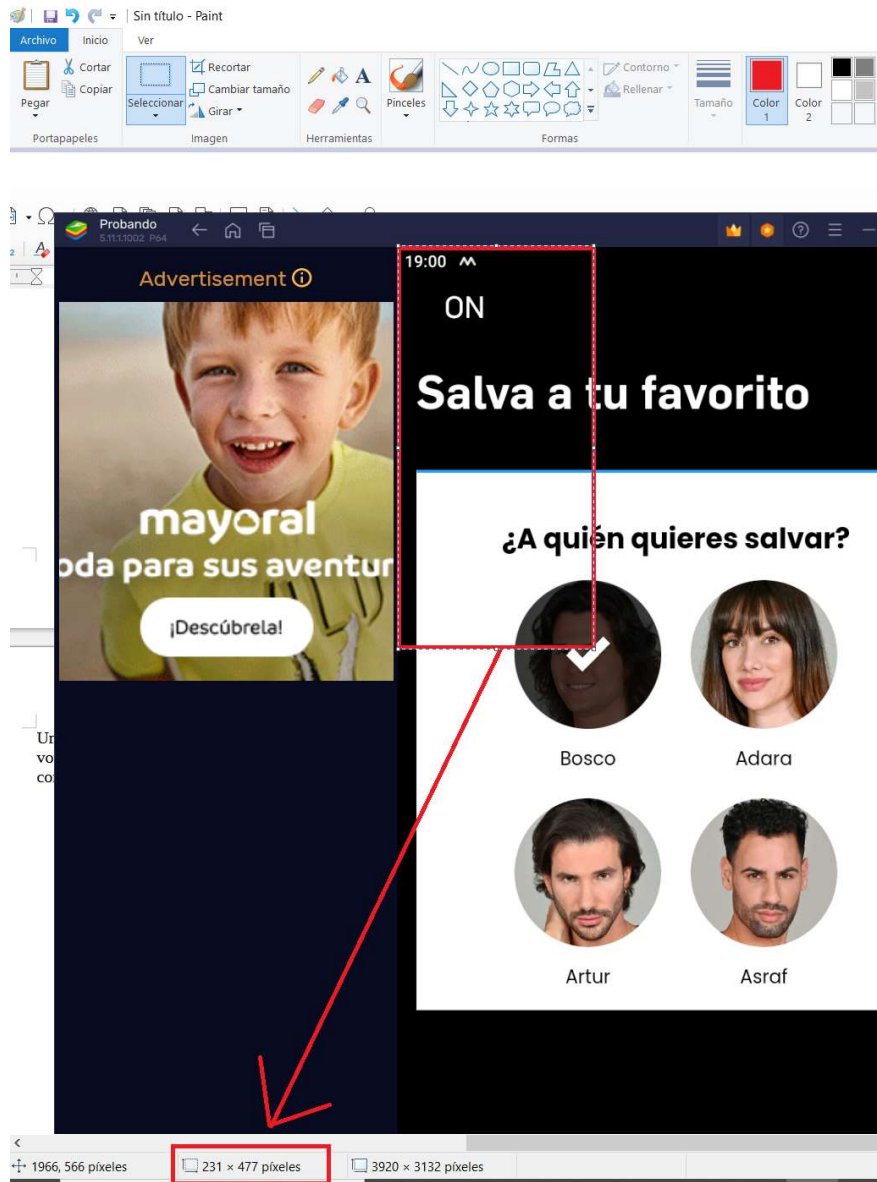 Sin título - Paint
Archivo Inicio Ver
Pegar
Cortar
Copiar
Portapapeles
Seleccionar
Recortar
Cambiar tamaño
Girar
Imagen
A
Herramientas
Pinceles
Contorno
Rellenar
Formas
Tamaño
Color 1
Color 2
Probando
5.11.1.1002 P64
Advertisement
mayoral
oda para sus aventur
¡Descúbrela!
19:00
ON
Salva a tu favorito
¿A quién quieres salvar?
Bosco Adara
Artur Asraf
Un
vo
1966, 566 píxeles 231 × 477 píxeles 3920 × 3132 píxeles